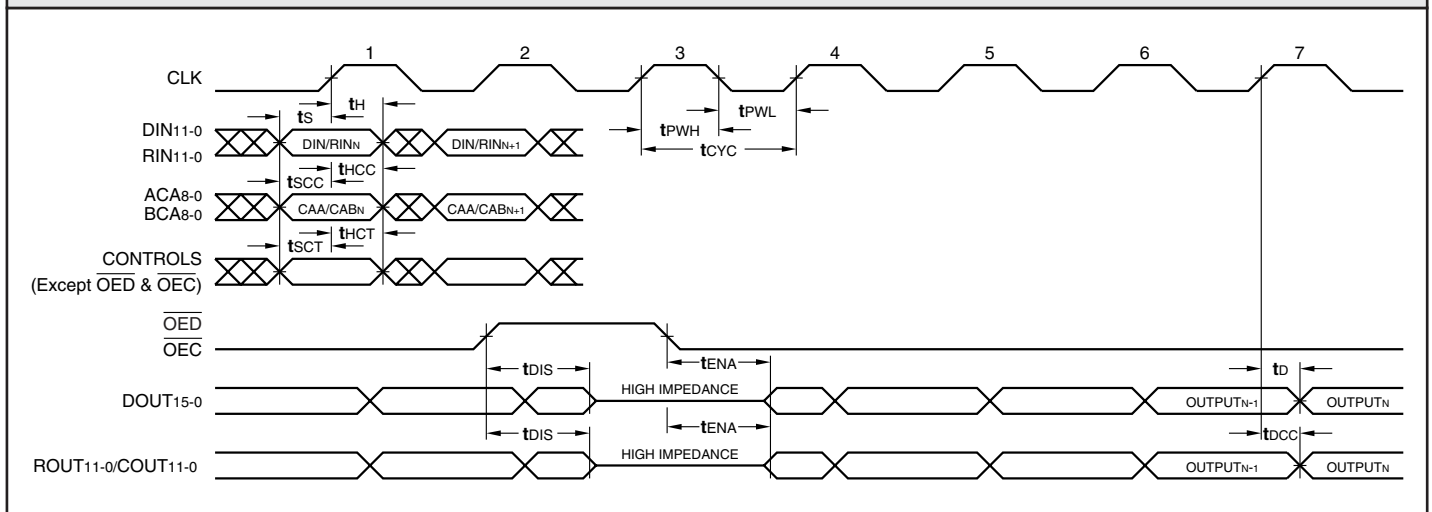 1 2 3 4 5 6 7
CLK
tS tH
tPWH tPWL
tCYC
DIN11-0
RIN11-0
DIN/RINN DIN/RINN+1
tSCC tHCC
ACA8-0
BCA8-0
CAA/CABN CAA/CABN+1
tSCT tHCT
CONTROLS
(Except OED & OEC)
OED
OEC
tDIS tENA tD
DOUT15-0
HIGH IMPEDANCE OUTPUTN-1 OUTPUTN
tDIS tENA tDCC
ROUT11-0/COUT11-0
HIGH IMPEDANCE OUTPUTN-1 OUTPUTN